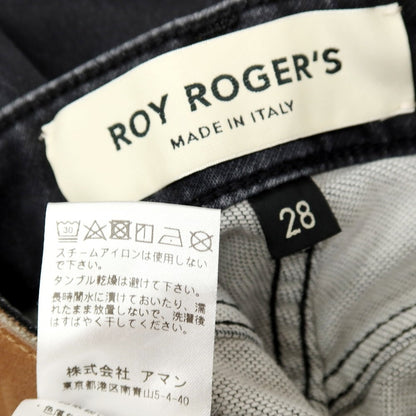 ROY ROGER'S
MADE IN ITALY
28
30
スチームアイロンは使用しない
で下さい。
タンブル乾燥は避けて下さい。
長時間水に漬けておいたり、濡
れたまま放置しないで、洗濯後
はすばやく干してください。
株式会社 アマン
東京都港区南青山5-4-40